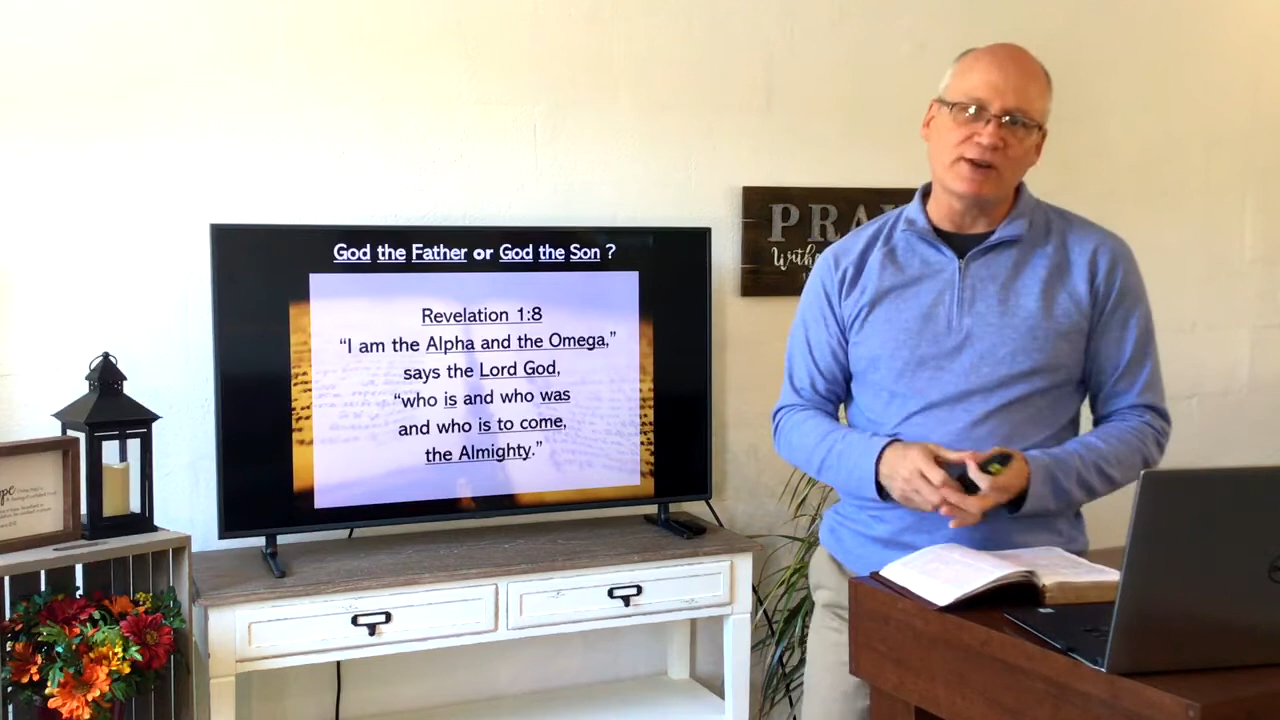 God the Father or God the Son ?
Revelation 1:8
“I am the Alpha and the Omega,”
says the Lord God,
“who is and who was
and who is to come,
the Almighty.”
PRAY